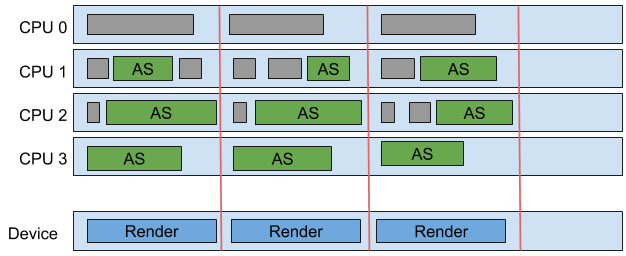 CPU 0
CPU 1 AS AS AS
CPU 2 AS AS AS
CPU 3 AS AS AS
Device Render Render Render